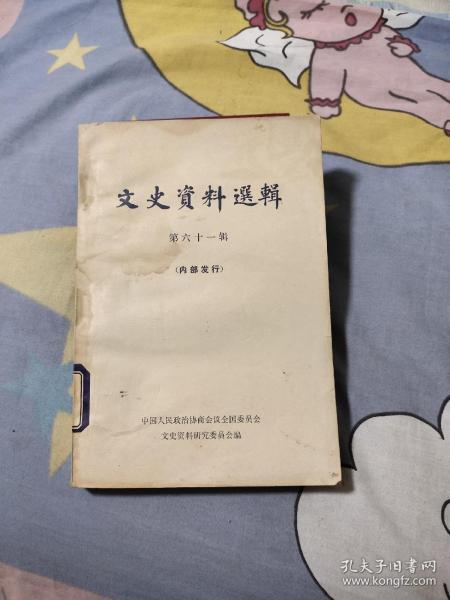 文史資料選輯
第六十一辑
（内部发行）
中国人民政治协商会议全国委员会
文史资料研究委员会编
孔夫子旧书网
www.kongfz.com